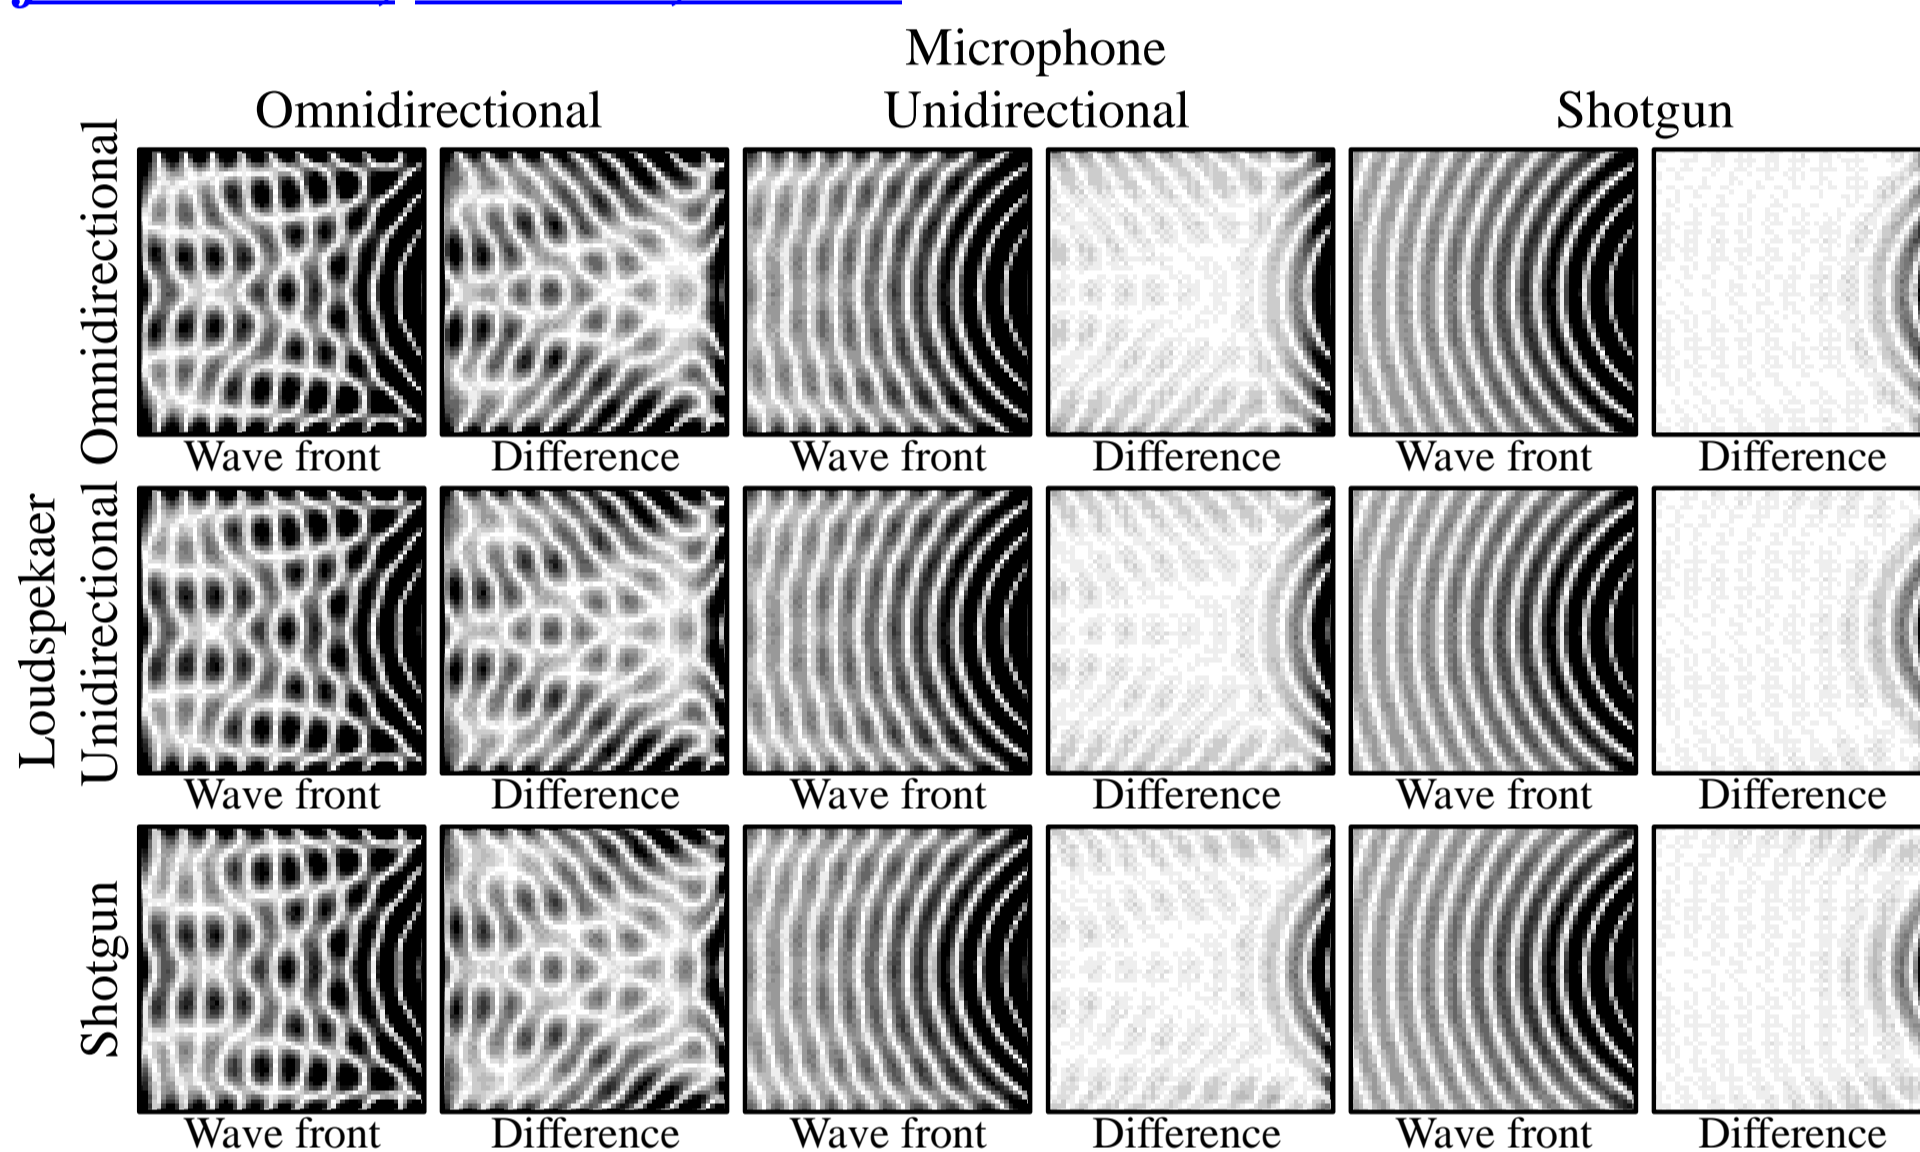 Microphone
Omnidirectional Unidirectional Shotgun
Omnidirectional
Wave front Difference Wave front Difference Wave front Difference
Loudspekaer
Unidirectional
Wave front Difference Wave front Difference Wave front Difference
Shotgun
Wave front Difference Wave front Difference Wave front Difference